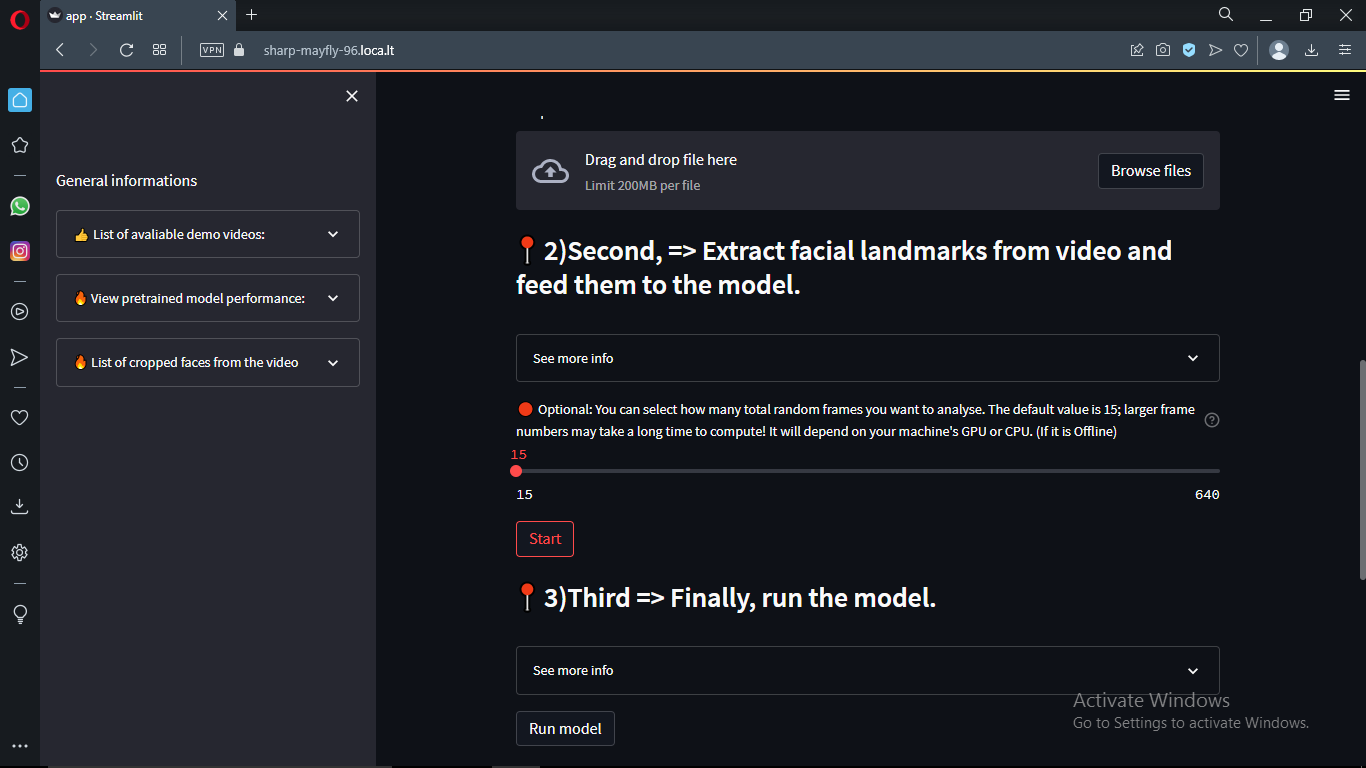 app · Streamlit
VPN
sharp-mayfly-96.loca.lt
General informations
👍 List of avaliable demo videos:
🔥 View pretrained model performance:
🔥 List of cropped faces from the video
Drag and drop file here
Limit 200MB per file
Browse files
📍 2)Second, => Extract facial landmarks from video and
feed them to the model.
See more info
🔴 Optional: You can select how many total random frames you want to analyse. The default value is 15; larger frame
numbers may take a long time to compute! It will depend on your machine's GPU or CPU. (If it is Offline)
15
15
640
Start
📍 3)Third => Finally, run the model.
See more info
Run model
Activate Windows
Go to Settings to activate Windows.